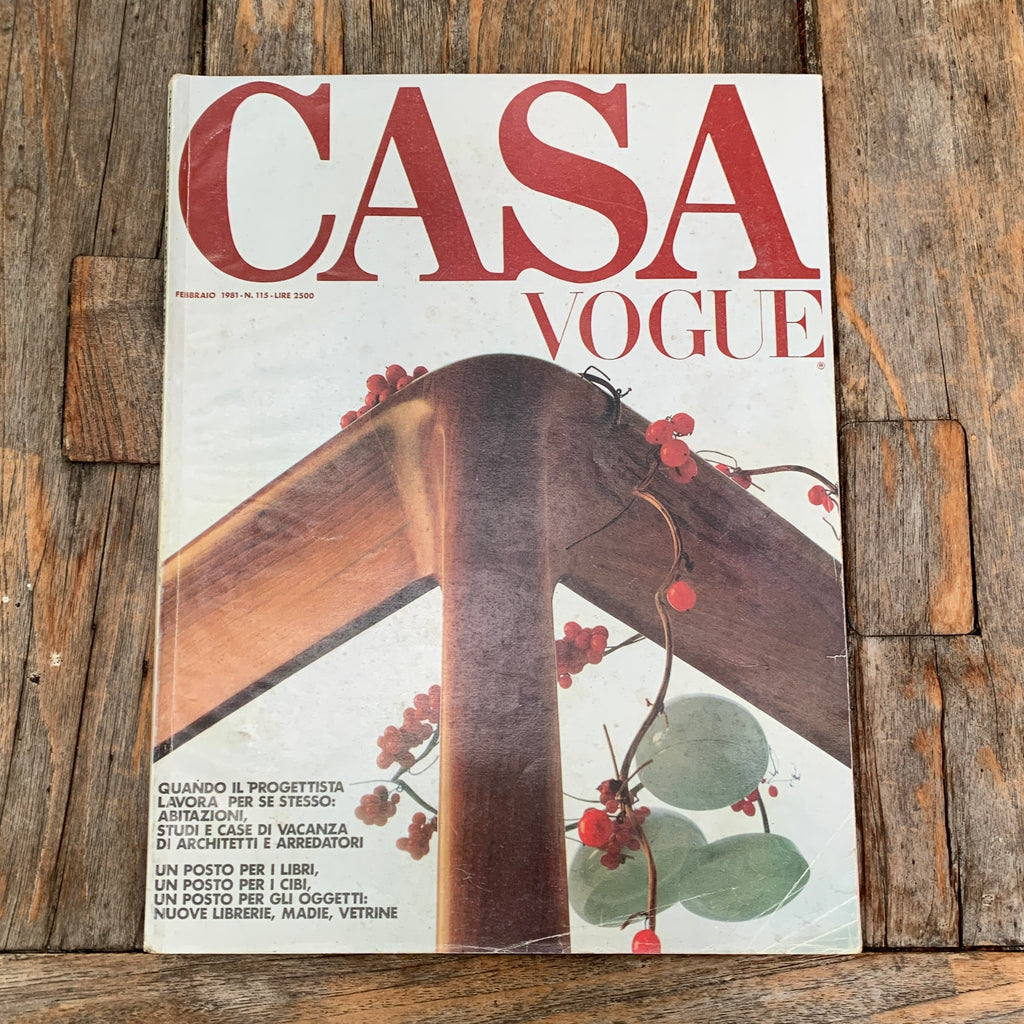 CASA
FEBBRAIO 1981 - N. 115 - LIRE 2500
VOGUE
®
QUANDO IL PROGETTISTA
LAVORA PER SE STESSO:
ABITAZIONI,
STUDI E CASE DI VACANZA
DI ARCHITETTI E ARREDATORI
UN POSTO PER I LIBRI,
UN POSTO PER I CIBI,
UN POSTO PER GLI OGGETTI:
NUOVE LIBRERIE, MADIE, VETRINE